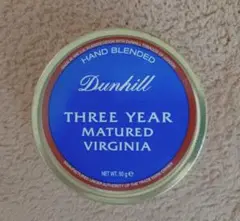 HAND BLENDED
Dunhill
THREE YEAR
MATURED
VIRGINIA
NET WT. 50 g